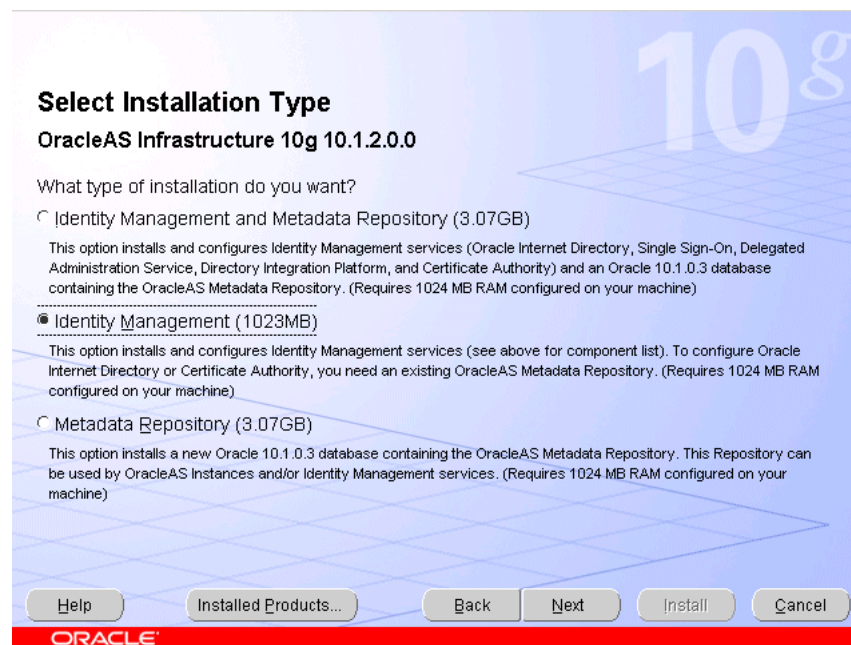 10g
Select Installation Type
OracleAS Infrastructure 10g 10.1.2.0.0
What type of installation do you want?
Identity Management and Metadata Repository (3.07GB)
This option installs and configures Identity Management services (Oracle Internet Directory, Single Sign-On, Delegated
Administration Service, Directory Integration Platform, and Certificate Authority) and an Oracle 10.1.0.3 database
containing the OracleAS Metadata Repository. (Requires 1024 MB RAM configured on your machine)
Identity Management (1023MB)
This option installs and configures Identity Management services (see above for component list). To configure Oracle
Internet Directory or Certificate Authority, you need an existing OracleAS Metadata Repository. (Requires 1024 MB RAM
configured on your machine)
Metadata Repository (3.07GB)
This option installs a new Oracle 10.1.0.3 database containing the OracleAS Metadata Repository. This Repository can
be used by OracleAS Instances and/or Identity Management services. (Requires 1024 MB RAM configured on your
machine)
Help Installed Products... Back Next Install Cancel
ORACLE